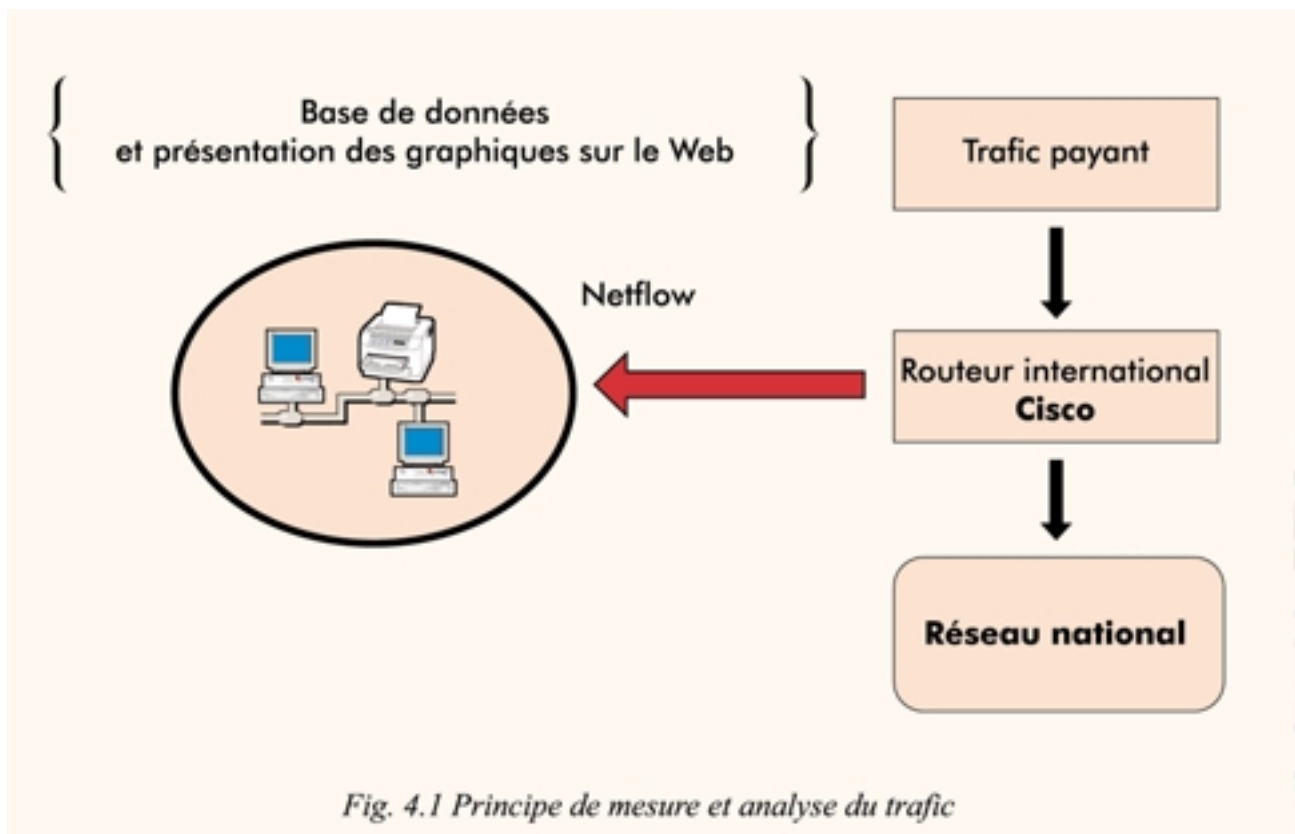 Base de données
et présentation des graphiques sur le Web
Trafic payant
Netflow
Routeur international
Cisco
Réseau national
Fig. 4.1 Principe de mesure et analyse du trafic